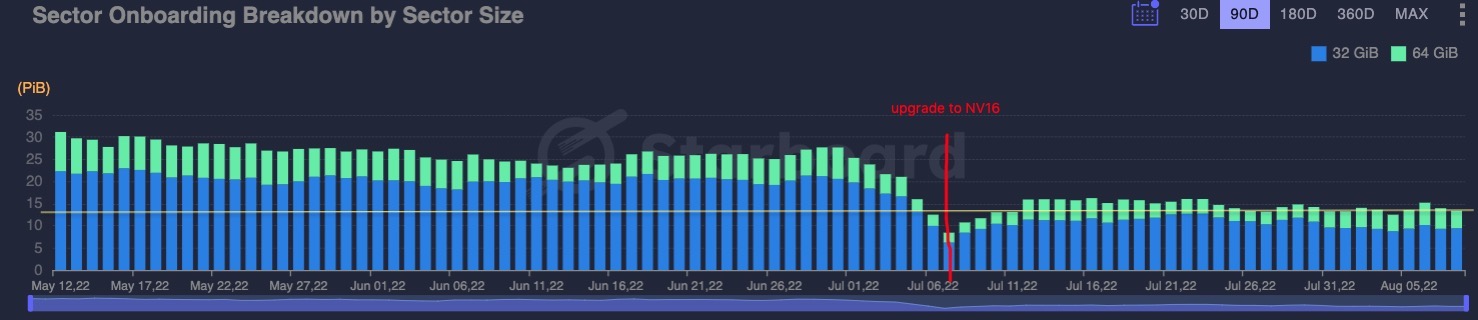 Sector Onboarding Breakdown by Sector Size
30D 90D 180D 360D MAX
32 GiB 64 GiB
(PiB)
upgrade to NV16
Starboard
35
30
25
20
15
10
5
0
May 12,22 May 17,22 May 22,22 May 27,22 Jun 01,22 Jun 06,22 Jun 11,22 Jun 16,22 Jun 21,22 Jun 26,22 Jul 01,22 Jul 06,22 Jul 11,22 Jul 16,22 Jul 21,22 Jul 26,22 Jul 31,22 Aug 05,22